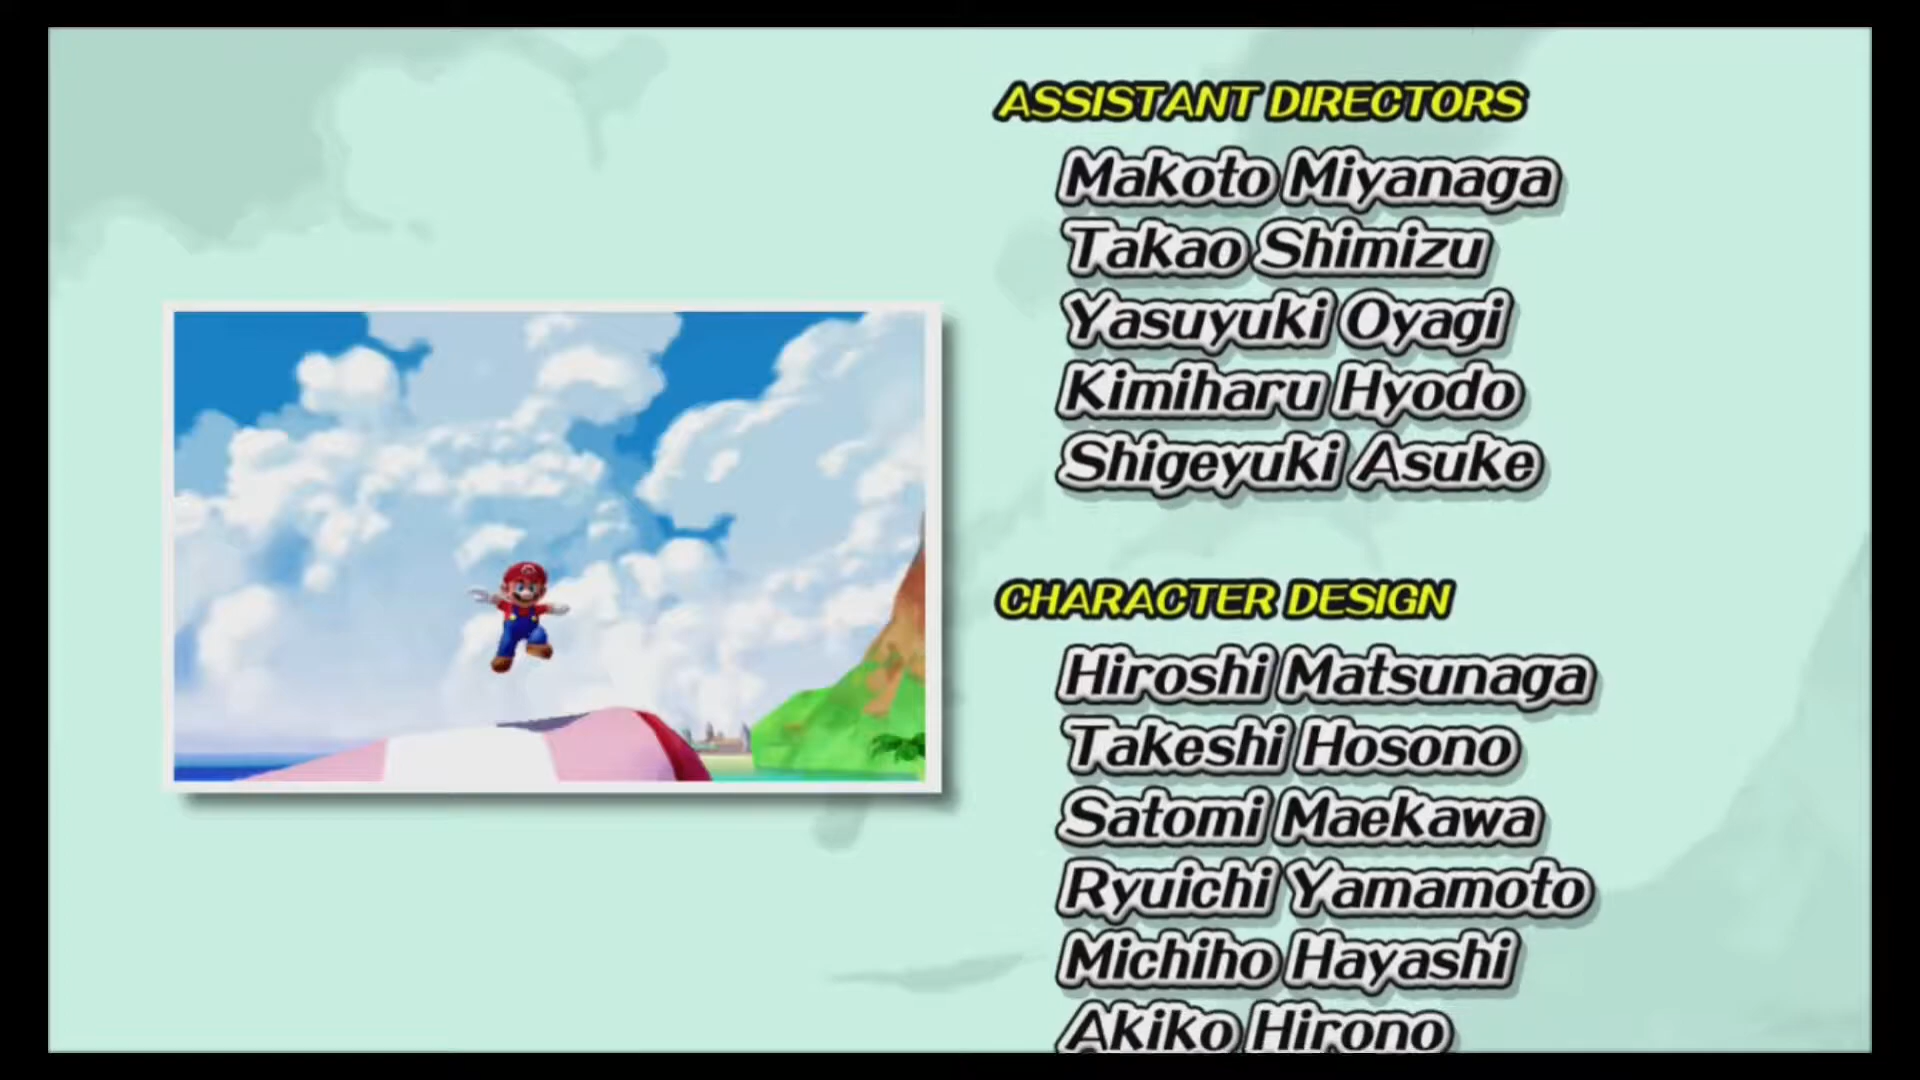 ASSISTANT DIRECTORS
Makoto Miyanaga
Takao Shimizu
Yasuyuki Oyagi
Kimiharu Hyodo
Shigeyuki Asuke
CHARACTER DESIGN
Hiroshi Matsunaga
Takeshi Hosono
Satomi Maekawa
Ryuichi Yamamoto
Michiho Hayashi
Akiko Hirono